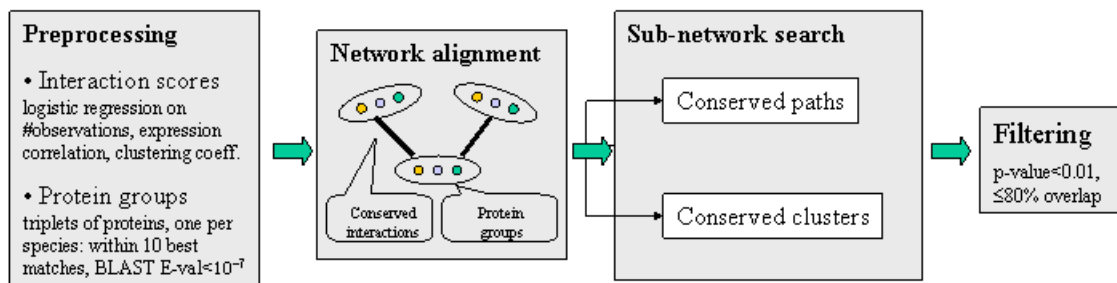 Preprocessing
• Interaction scores
logistic regression on
#observations, expression
correlation, clustering coeff.
• Protein groups
triplets of proteins, one per
species: within 10 best
matches, BLAST E-val<10⁻⁷
Network alignment
Conserved
interactions
Protein
groups
Sub-network search
Conserved paths
Conserved clusters
Filtering
p-value<0.01,
≤80% overlap